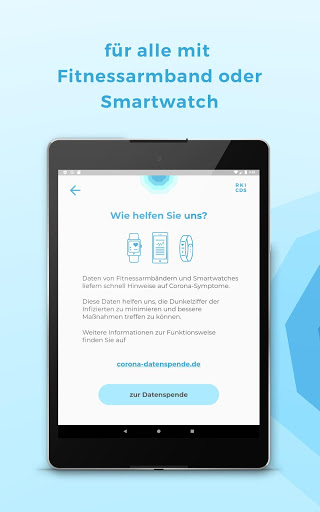 für alle mit
Fitnessarmband oder
Smartwatch
RKI
CDS
Wie helfen Sie uns?
Daten von Fitnessarmbändern und Smartwatches
liefern schnell Hinweise auf Corona-Symptome.
Diese Daten helfen uns, die Dunkelziffer der
Infizierten zu minimieren und bessere
Maßnahmen treffen zu können.
Weitere Informationen zur Funktionsweise
finden Sie auf
corona-datenspende.de
zur Datenspende